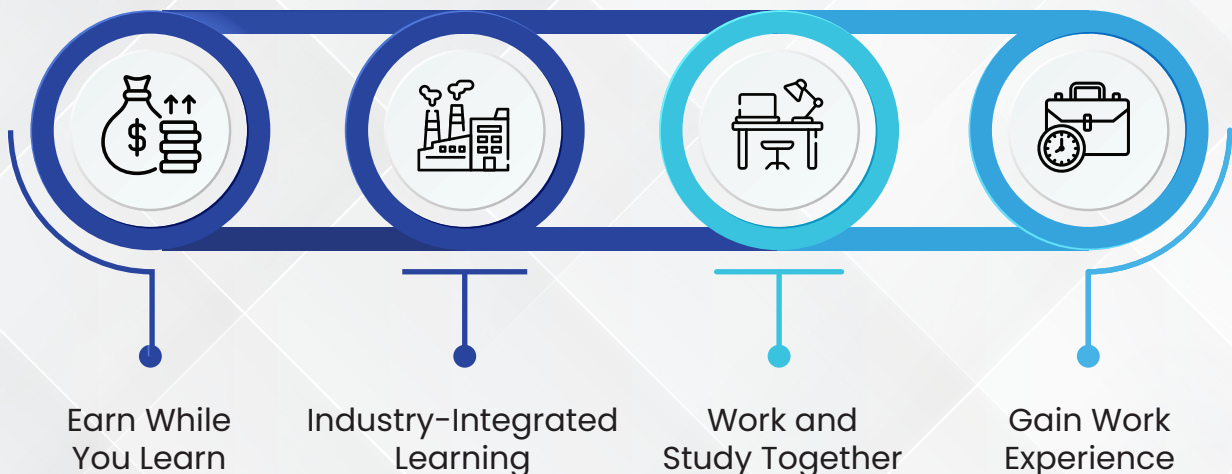 $
Earn While
You Learn
Industry-Integrated
Learning
Work and
Study Together
Gain Work
Experience